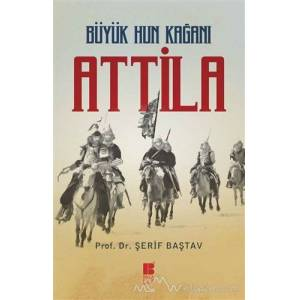 BÜYÜK HUN KAĞANI
ATTİLA
Prof. Dr. ŞERİF BAŞTAV